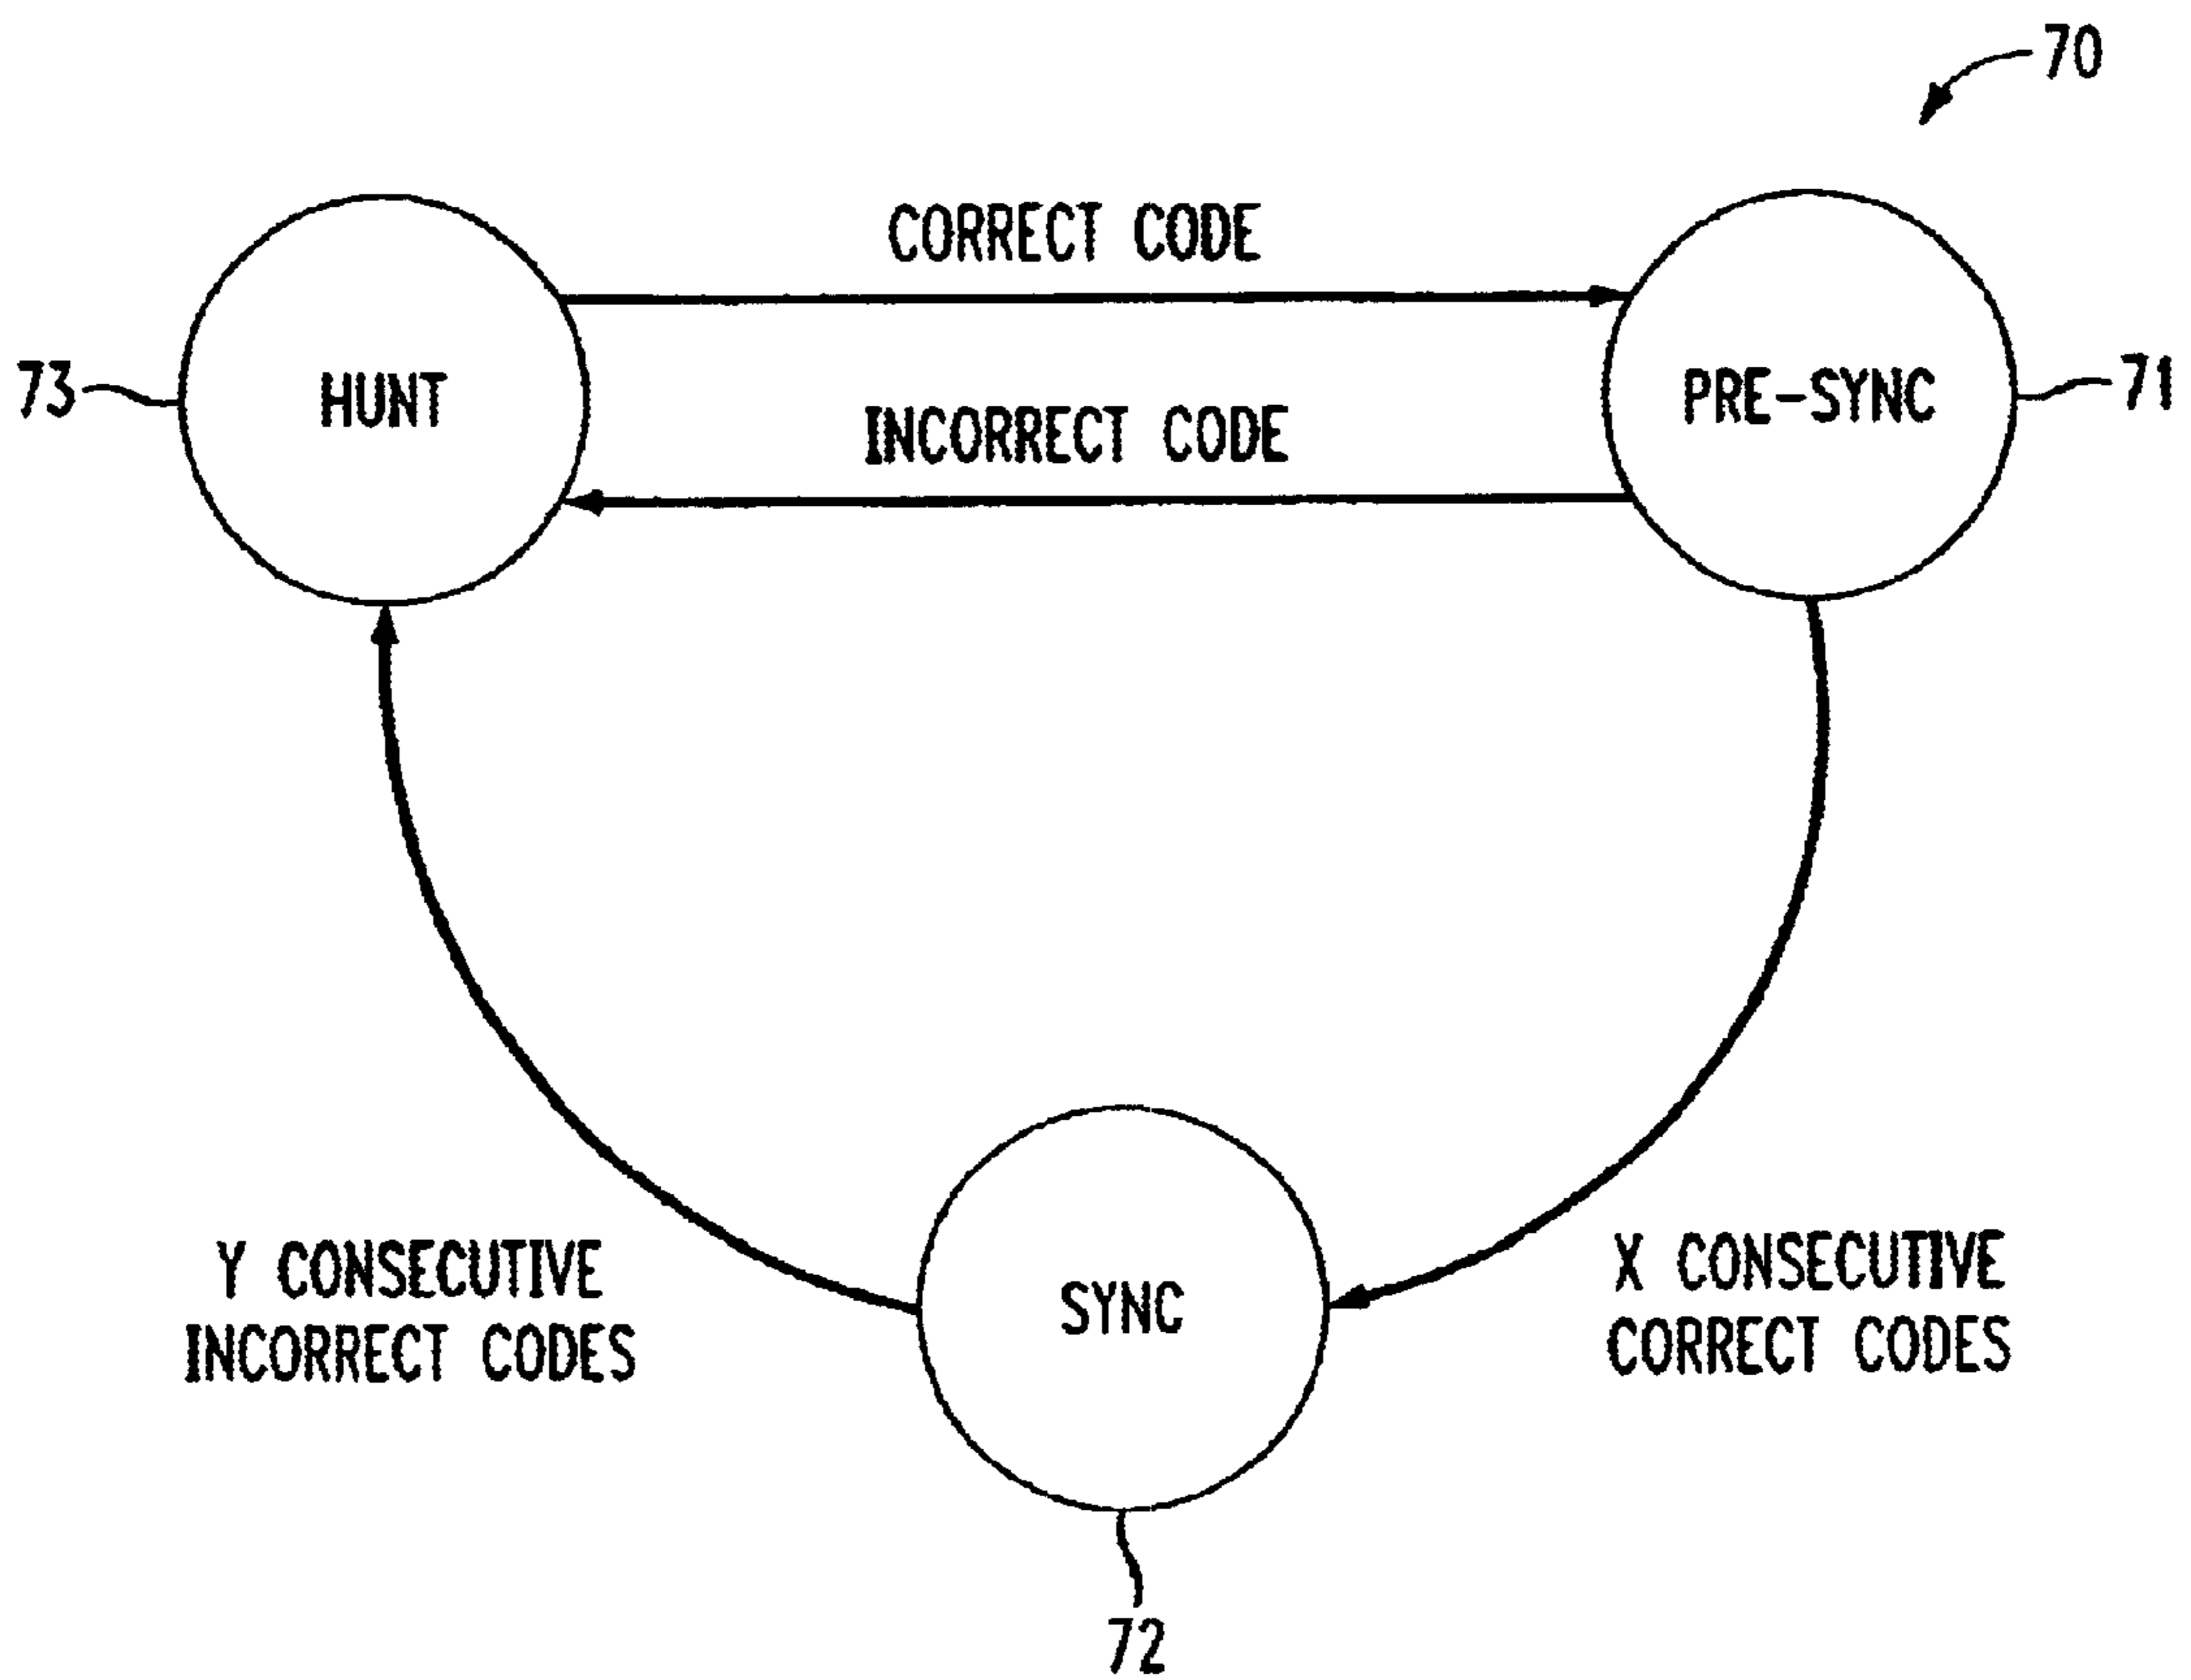 70
CORRECT CODE
73
HUNT
INCORRECT CODE
PRE-SYNC
71
Y CONSECUTIVE
INCORRECT CODES
SYNC
X CONSECUTIVE
CORRECT CODES
72